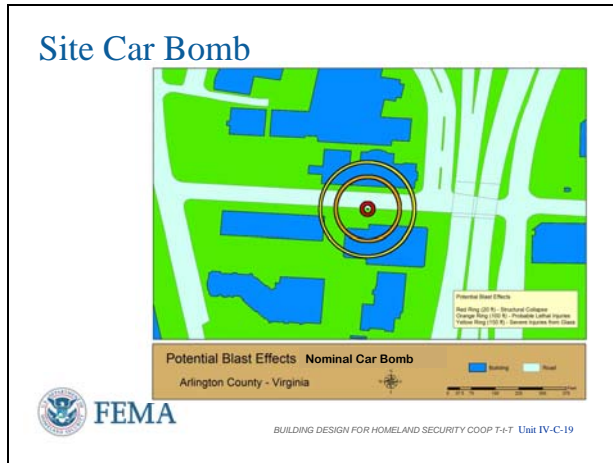 Site Car Bomb
Potential Blast Effects
Red Ring (20 ft) - Structural Collapse
Orange Ring (100 ft) - Probable Lethal Injuries
Yellow Ring (150 ft) - Severe Injuries from Glass
Potential Blast Effects Nominal Car Bomb
Arlington County - Virginia
Building
Road
FEMA
BUILDING DESIGN FOR HOMELAND SECURITY COOP T-t-T Unit IV-C-19